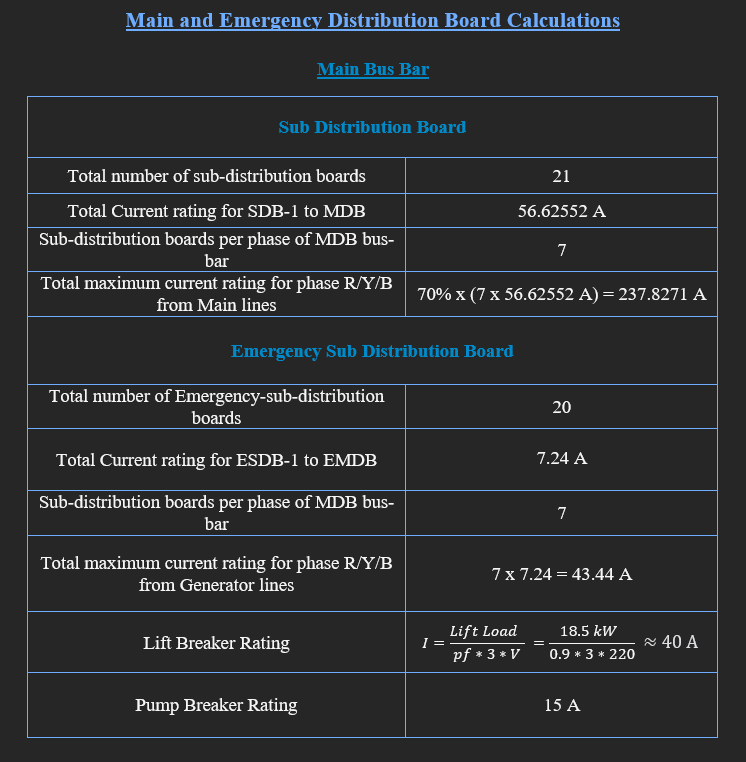 Main and Emergency Distribution Board Calculations
Main Bus Bar
Sub Distribution Board
Total number of sub-distribution boards
21
Total Current rating for SDB-1 to MDB
56.62552 A
Sub-distribution boards per phase of MDB bus-
bar
7
Total maximum current rating for phase R/Y/B
from Main lines
70% x (7 x 56.62552 A) = 237.8271 A
Emergency Sub Distribution Board
Total number of Emergency-sub-distribution
boards
20
Total Current rating for ESDB-1 to EMDB
7.24 A
Sub-distribution boards per phase of MDB bus-
bar
7
Total maximum current rating for phase R/Y/B
from Generator lines
7 x 7.24 = 43.44 A
Lift Breaker Rating
I = Lift Load / pf * 3 * V = 18.5 kW / 0.9 * 3 * 220 ≈ 40 A
Pump Breaker Rating
15 A